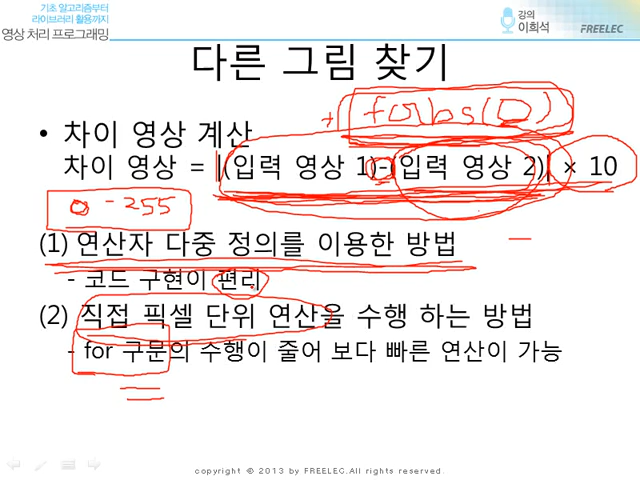 기초 알고리즘부터
라이브러리 활용까지
영상 처리 프로그래밍
강의
이희석
FREELEC
다른 그림 찾기
fabs( )
• 차이 영상 계산
차이 영상 = |(입력 영상 1)-(입력 영상 2)| × 10
0 - 255
(1) 연산자 다중 정의를 이용한 방법
- 코드 구현이 편리
(2) 직접 픽셀 단위 연산을 수행 하는 방법
- for 구문의 수행이 줄어 보다 빠른 연산이 가능
copyright ® 2013 by FREELEC.All rights reserved.